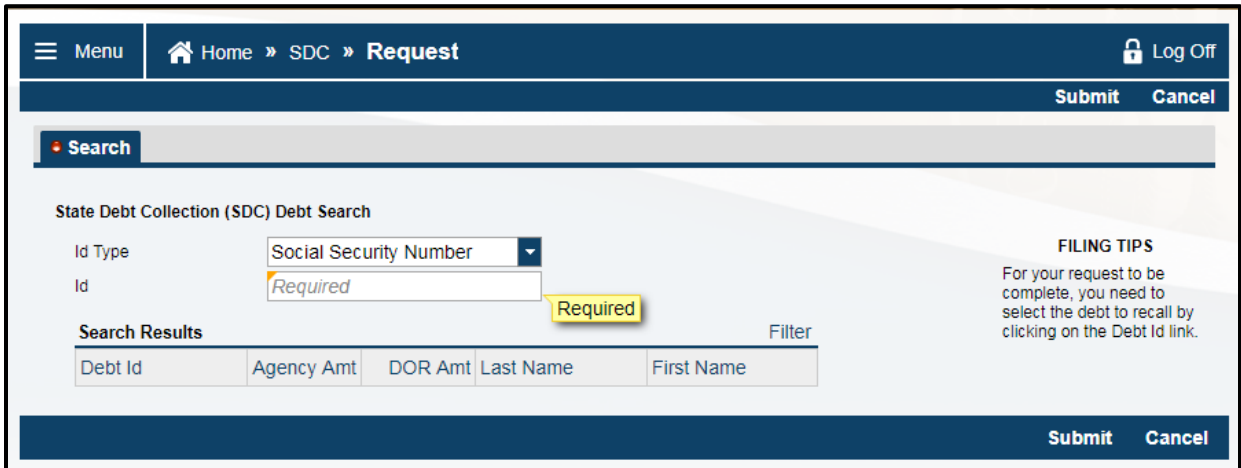 Menu Home » SDC » Request Log Off
Submit Cancel
Search
State Debt Collection (SDC) Debt Search
Id Type Social Security Number
Id Required
Required
FILING TIPS
For your request to be
complete, you need to
select the debt to recall by
clicking on the Debt Id link.
Search Results Filter
Debt Id Agency Amt DOR Amt Last Name First Name
Submit Cancel